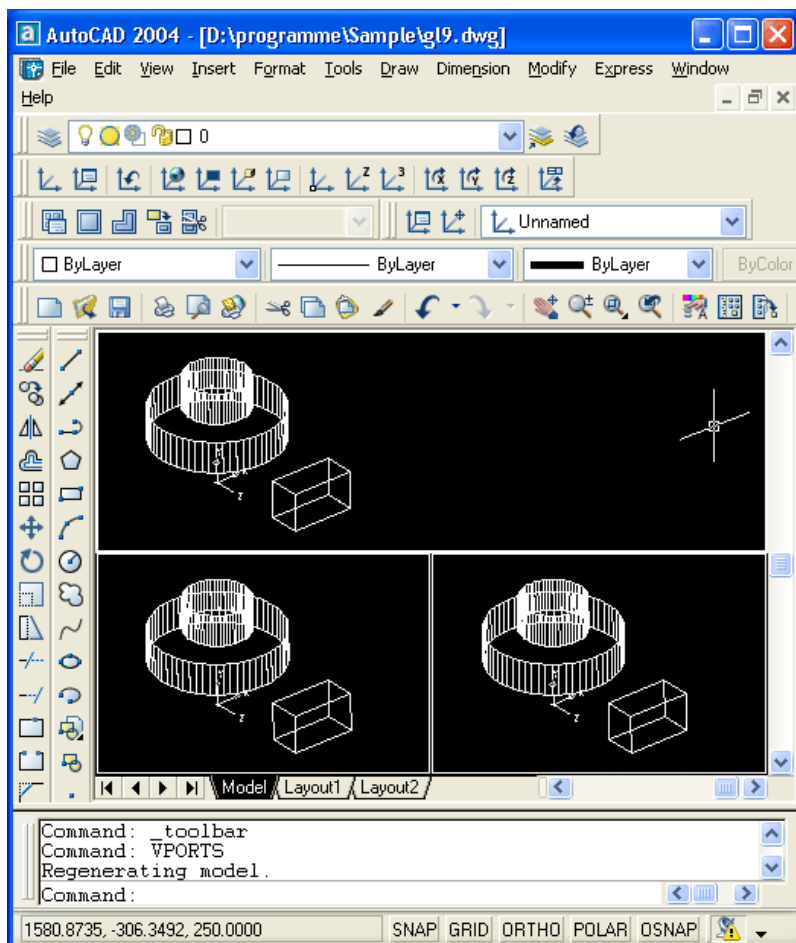 AutoCAD 2004 - [D:\programme\Sample\gl9.dwg]
File Edit View Insert Format Tools Draw Dimension Modify Express Window
Help
0
Unnamed
ByLayer ByLayer ByLayer ByColor
Model Layout1 Layout2
Command: _toolbar
Command: VPORTS
Regenerating model.
Command:
1580.8735, -306.3492, 250.0000 SNAP GRID ORTHO POLAR OSNAP